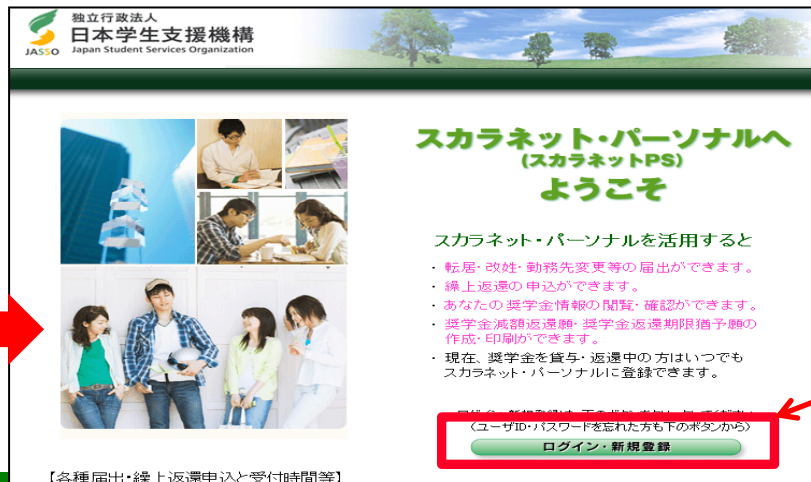 独立行政法人
日本学生支援機構
JASSO Japan Student Services Organization
スカラネット・パーソナルへ
(スカラネットPS)
ようこそ
スカラネット・パーソナルを活用すると
・転居・改姓・勤務先変更等の届出ができます。
・繰上返還の申込ができます。
・あなたの奨学金情報の閲覧・確認ができます。
・奨学金減額返還願・奨学金返還期限猶予願の
作成・印刷ができます。
・現在、奨学金を貸与・返還中の方はいつでも
スカラネット・パーソナルに登録できます。
(ユーザID・パスワードを忘れた方も下のボタンから)
ログイン・新規登録
【各種届出・繰上返還申込と受付時間等】